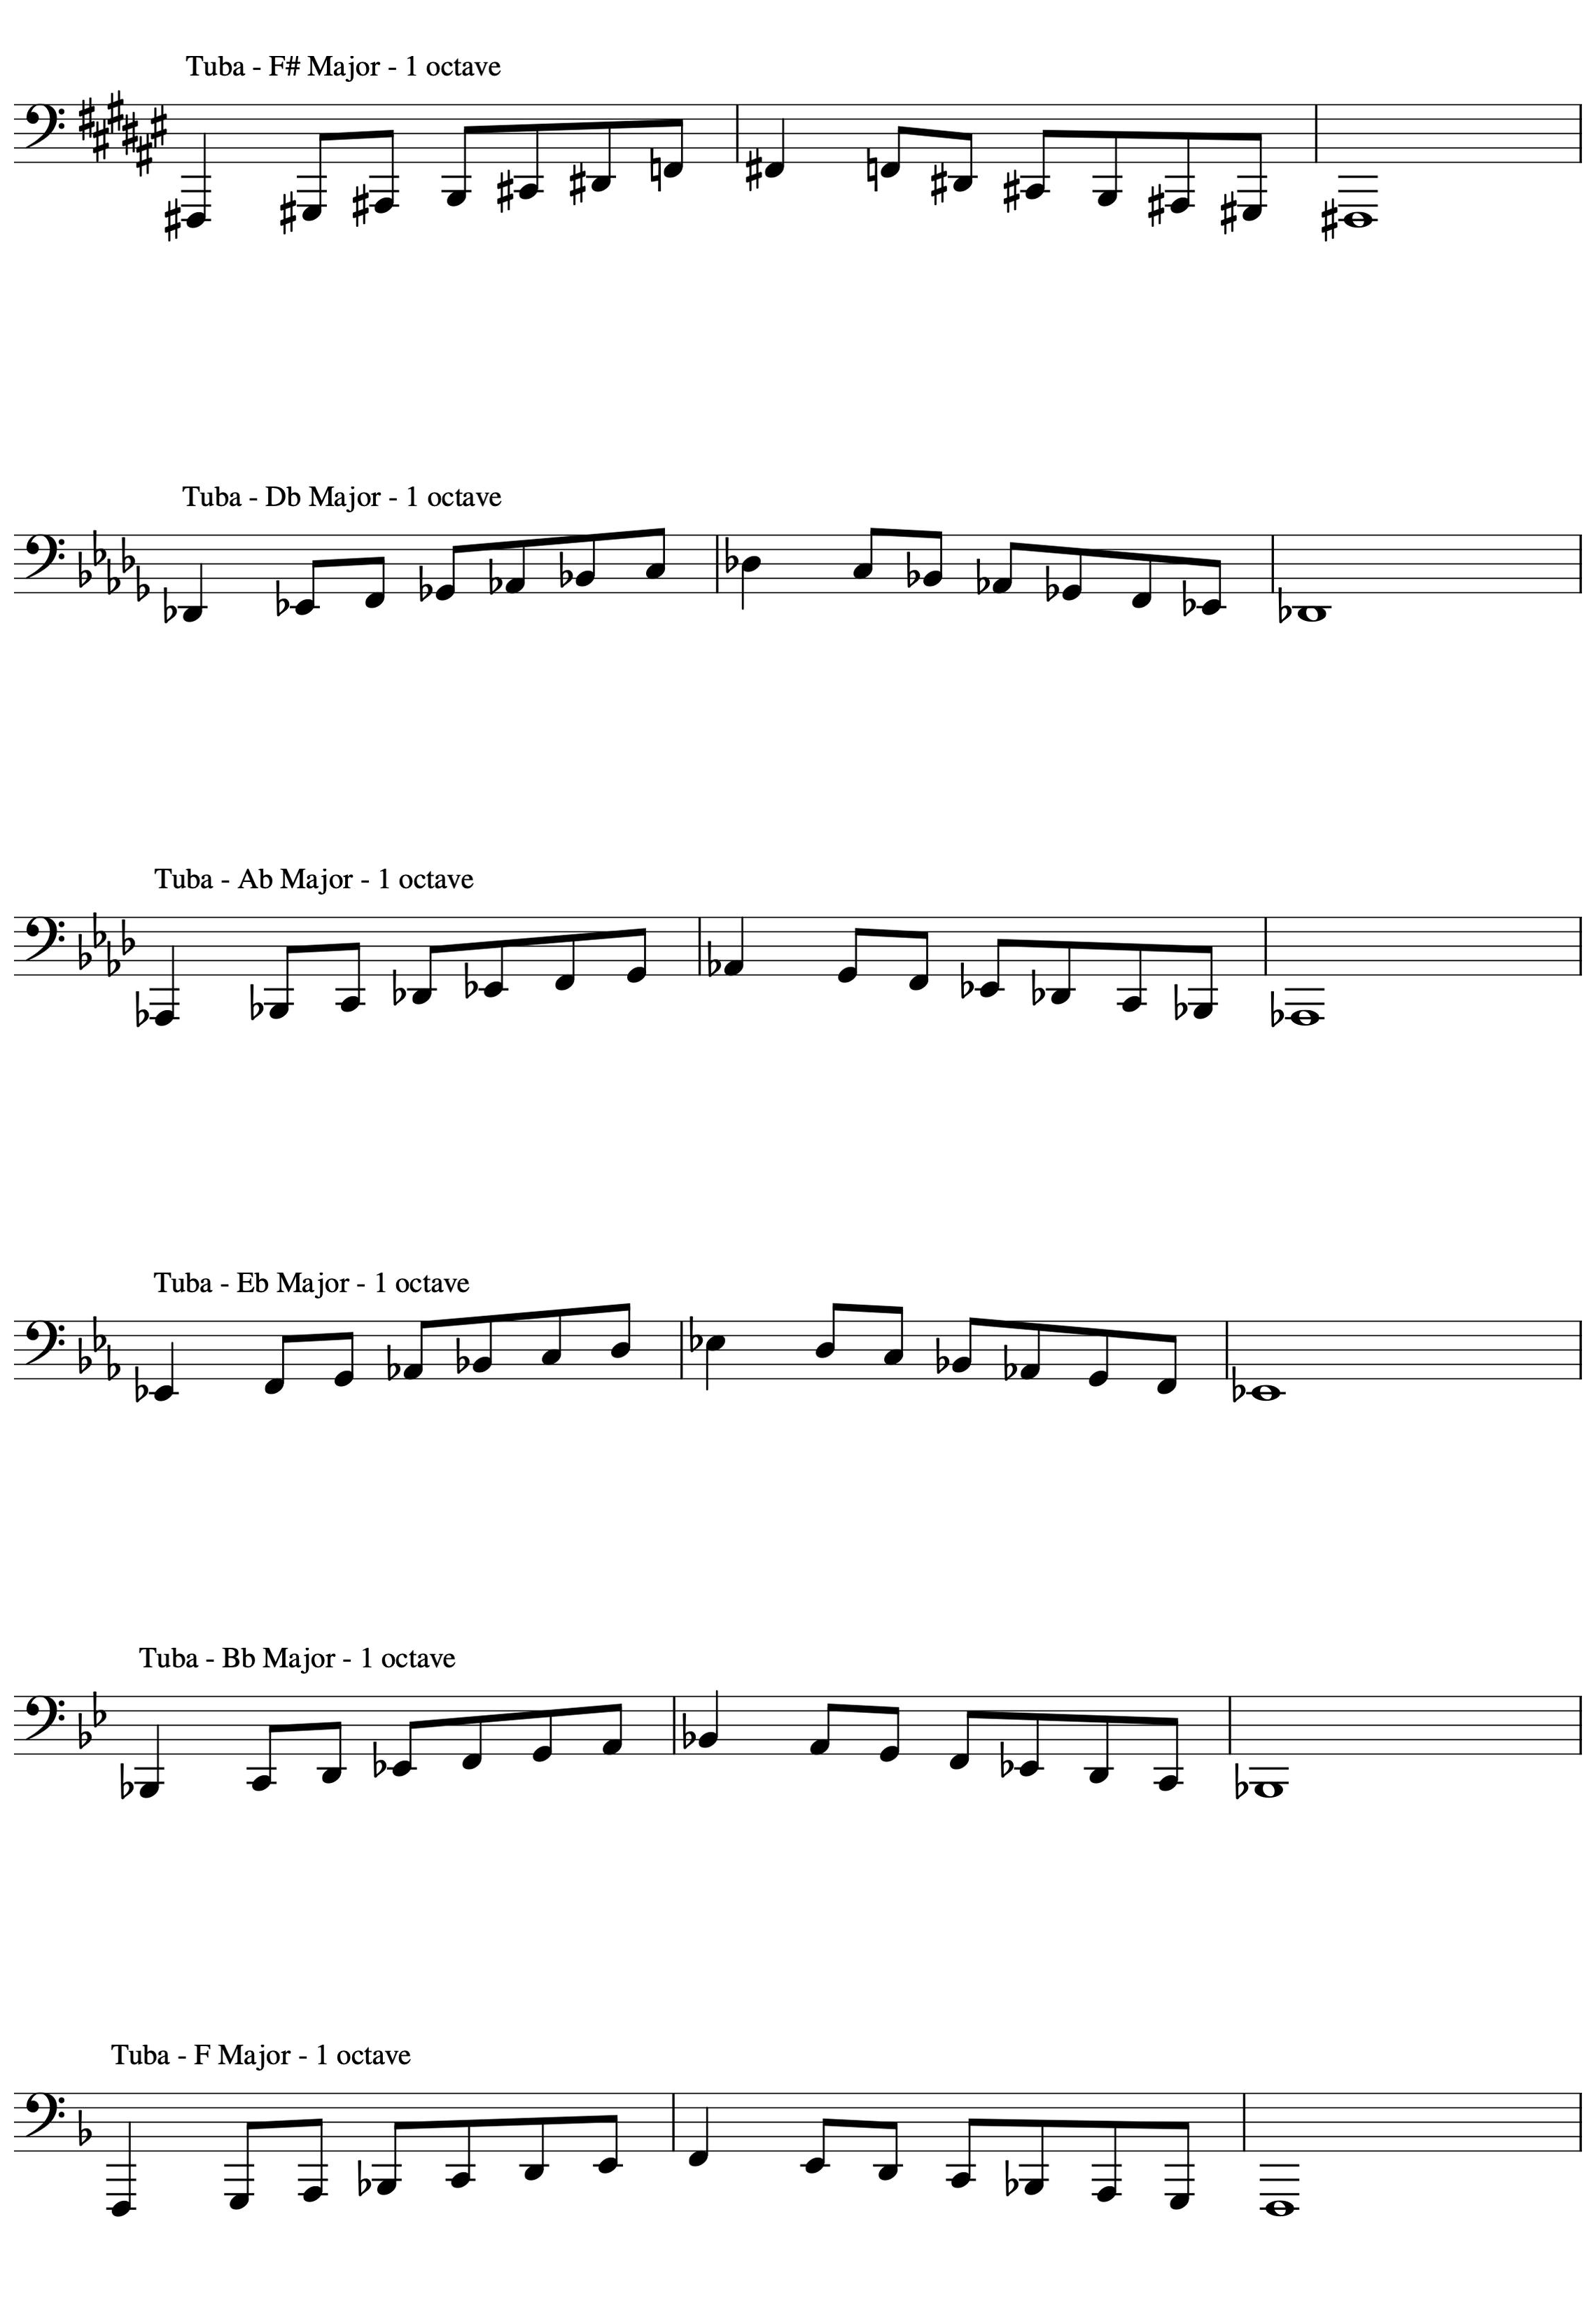 Tuba - F# Major - 1 octave
Tuba - Db Major - 1 octave
Tuba - Ab Major - 1 octave
Tuba - Eb Major - 1 octave
Tuba - Bb Major - 1 octave
Tuba - F Major - 1 octave